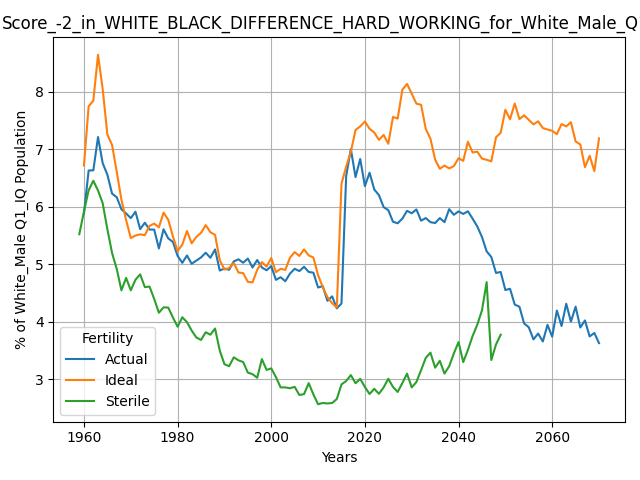 Score_-2_in_WHITE_BLACK_DIFFERENCE_HARD_WORKING_for_White_Male_Q
% of White_Male Q1_IQ Population
8
7
6
5
4
3
Fertility
Actual
Ideal
Sterile
1960 1980 2000 2020 2040 2060
Years